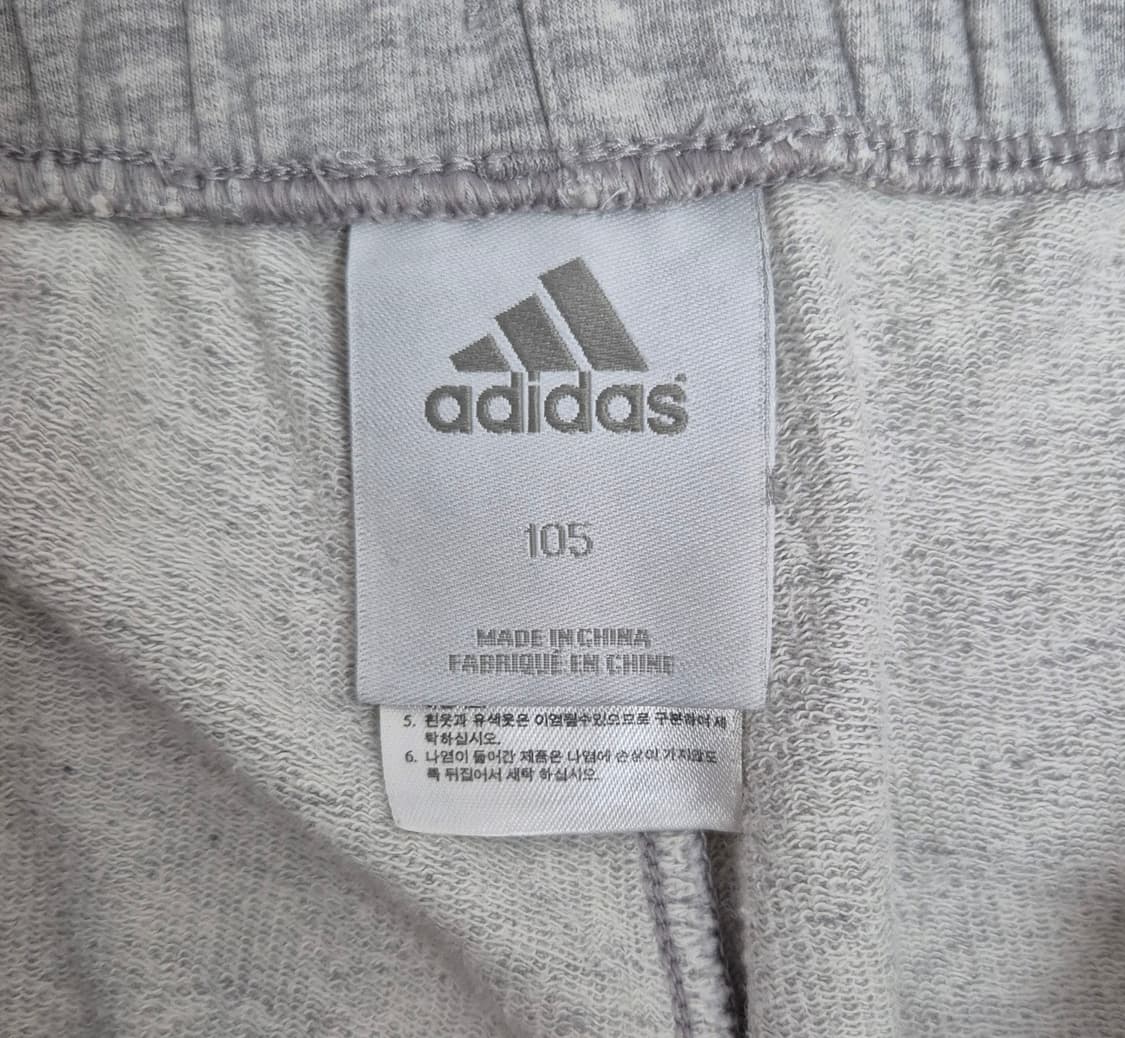 adidas®
105
MADE IN CHINA
FABRIQUÉ EN CHINE
5. 흰옷과 유색옷은 이염될수있으므로 구분하여 세
탁하십시오.
6. 나염이 들어간 제품은 나염에 손상이 가지않도
록 뒤집어서 세탁 하십시오.